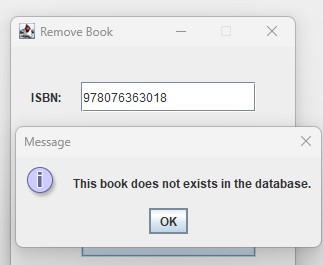 Remove Book
ISBN: 978076363018
Message
This book does not exists in the database.
OK